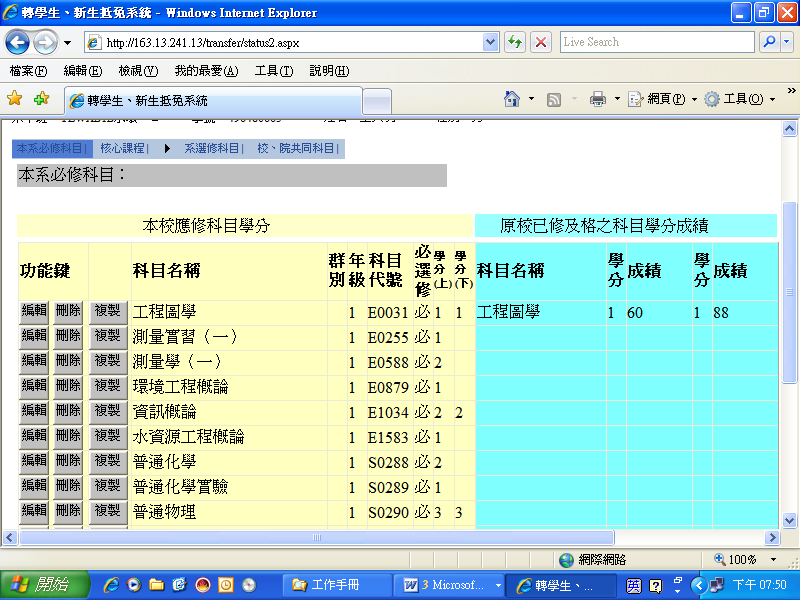 轉學生、新生抵免系統 - Windows Internet Explorer
http://163.13.241.13/transfer/status2.aspx
Live Search
檔案(F) 編輯(E) 檢視(V) 我的最愛(A) 工具(T) 說明(H)
轉學生、新生抵免系統
網頁(P) 工具(O) »
本系必修科目| 核心課程| 系選修科目| 校、院共同科目|
本系必修科目：
本校應修科目學分 原校已修及格之科目學分成績
功能鍵 科目名稱 群別 年級 科目代號 必選修 學分(上) 學分(下) 科目名稱 學分 成績 學分 成績
編輯 刪除 複製 工程圖學 1 E0031 必 1 1 工程圖學 1 60 1 88
編輯 刪除 複製 測量實習（一） 1 E0255 必 1
編輯 刪除 複製 測量學（一） 1 E0588 必 2
編輯 刪除 複製 環境工程概論 1 E0879 必 1
編輯 刪除 複製 資訊概論 1 E1034 必 2 2
編輯 刪除 複製 水資源工程概論 1 E1583 必 1
編輯 刪除 複製 普通化學 1 S0288 必 2
編輯 刪除 複製 普通化學實驗 1 S0289 必 1
編輯 刪除 複製 普通物理 1 S0290 必 3 3
網際網路 100%
開始 工作手冊 3 Microsof... 轉學生、... 英 下午 07:50